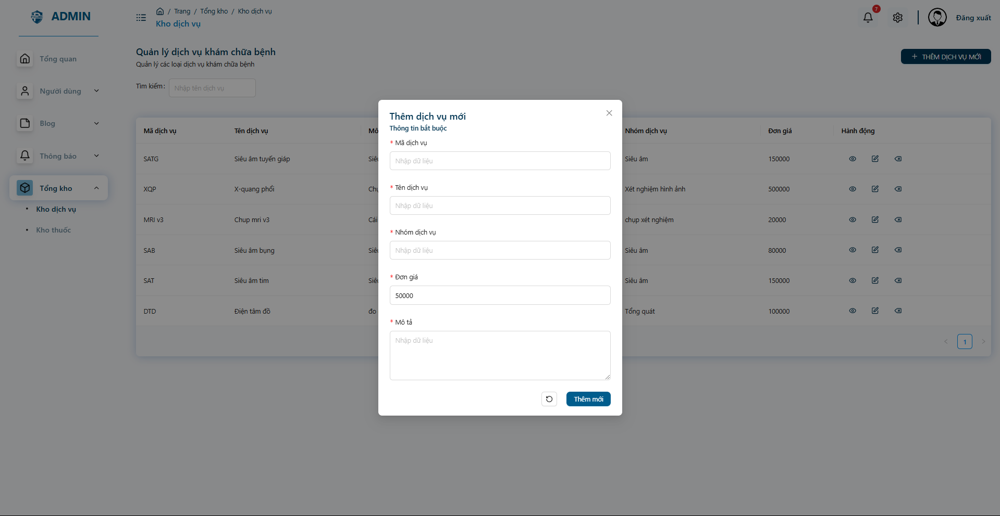 ADMIN
Tổng quan
Người dùng
Blog
Thông báo
Tổng kho
Kho dịch vụ
Kho thuốc
/ Trang / Tổng kho / Kho dịch vụ
Kho dịch vụ
7
Đăng xuất
Quản lý dịch vụ khám chữa bệnh
Quản lý các loại dịch vụ khám chữa bệnh
+ THÊM DỊCH VỤ MỚI
Tìm kiếm:
Nhập tên dịch vụ
Mã dịch vụ Tên dịch vụ Mô Nhóm dịch vụ Đơn giá Hành động
SATG Siêu âm tuyến giáp Siêu âm 150000
XQP X-quang phổi Xét nghiệm hình ảnh 500000
MRI v3 Chup mri v3 Cái chụp xét nghiệm 20000
SAB Siêu âm bụng Siêu âm 80000
SAT Siêu âm tim Siêu âm 150000
DTD Điện tâm đồ đo Tổng quát 100000
< 1 >
Thêm dịch vụ mới
Thông tin bắt buộc
* Mã dịch vụ
Nhập dữ liệu
* Tên dịch vụ
Nhập dữ liệu
* Nhóm dịch vụ
Nhập dữ liệu
* Đơn giá
50000
* Mô tả
Nhập dữ liệu
Thêm mới